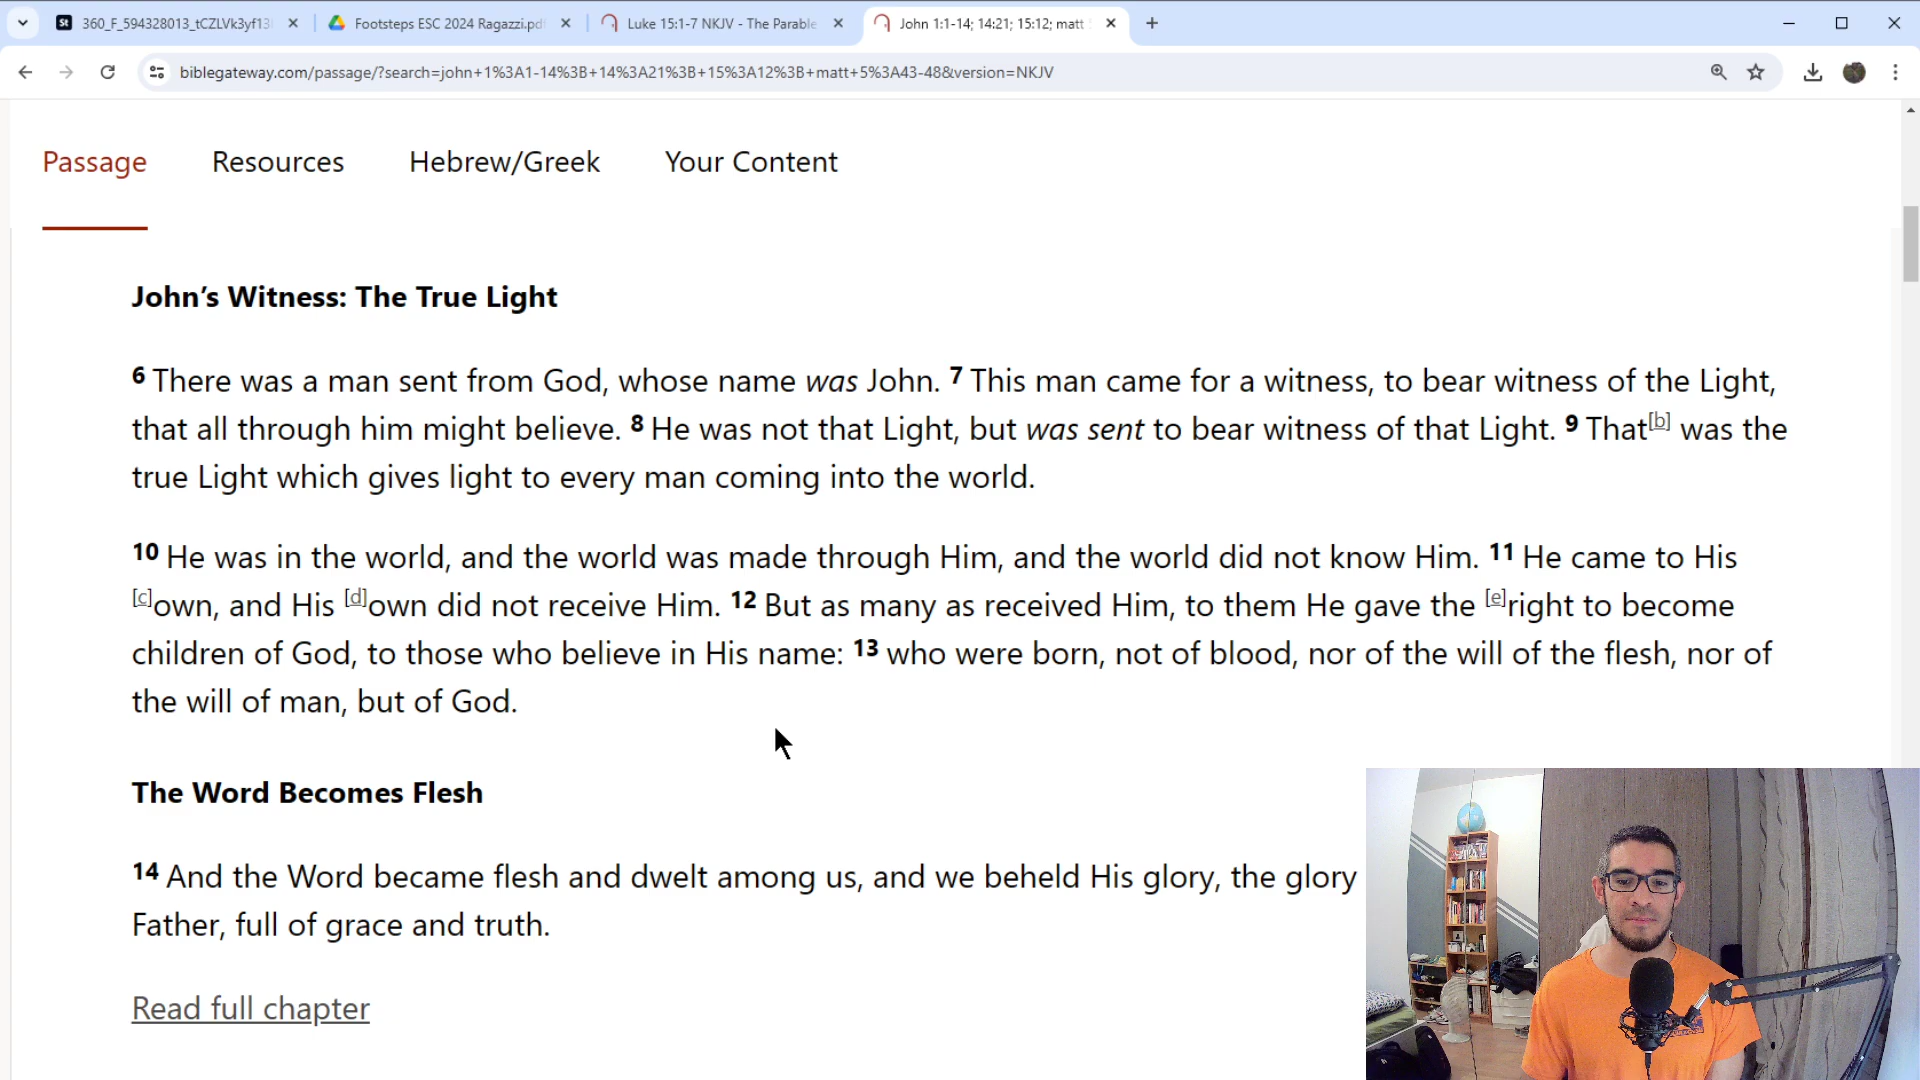 360_F_594328013_tCZLVk3yf13
Footsteps ESC 2024 Ragazzi.pdf
Luke 15:1-7 NKJV - The Parable
John 1:1-14; 14:21; 15:12; matt
biblegateway.com/passage/?search=john+1%3A1-14%3B+14%3A21%3B+15%3A12%3B+matt+5%3A43-48&version=NKJV
Passage Resources Hebrew/Greek Your Content
John’s Witness: The True Light
6 There was a man sent from God, whose name was John. 7 This man came for a witness, to bear witness of the Light,
that all through him might believe. 8 He was not that Light, but was sent to bear witness of that Light. 9 That[b] was the
true Light which gives light to every man coming into the world.
10 He was in the world, and the world was made through Him, and the world did not know Him. 11 He came to His
[c]own, and His [d]own did not receive Him. 12 But as many as received Him, to them He gave the [e]right to become
children of God, to those who believe in His name: 13 who were born, not of blood, nor of the will of the flesh, nor of
the will of man, but of God.
The Word Becomes Flesh
14 And the Word became flesh and dwelt among us, and we beheld His glory, the glory
Father, full of grace and truth.
Read full chapter